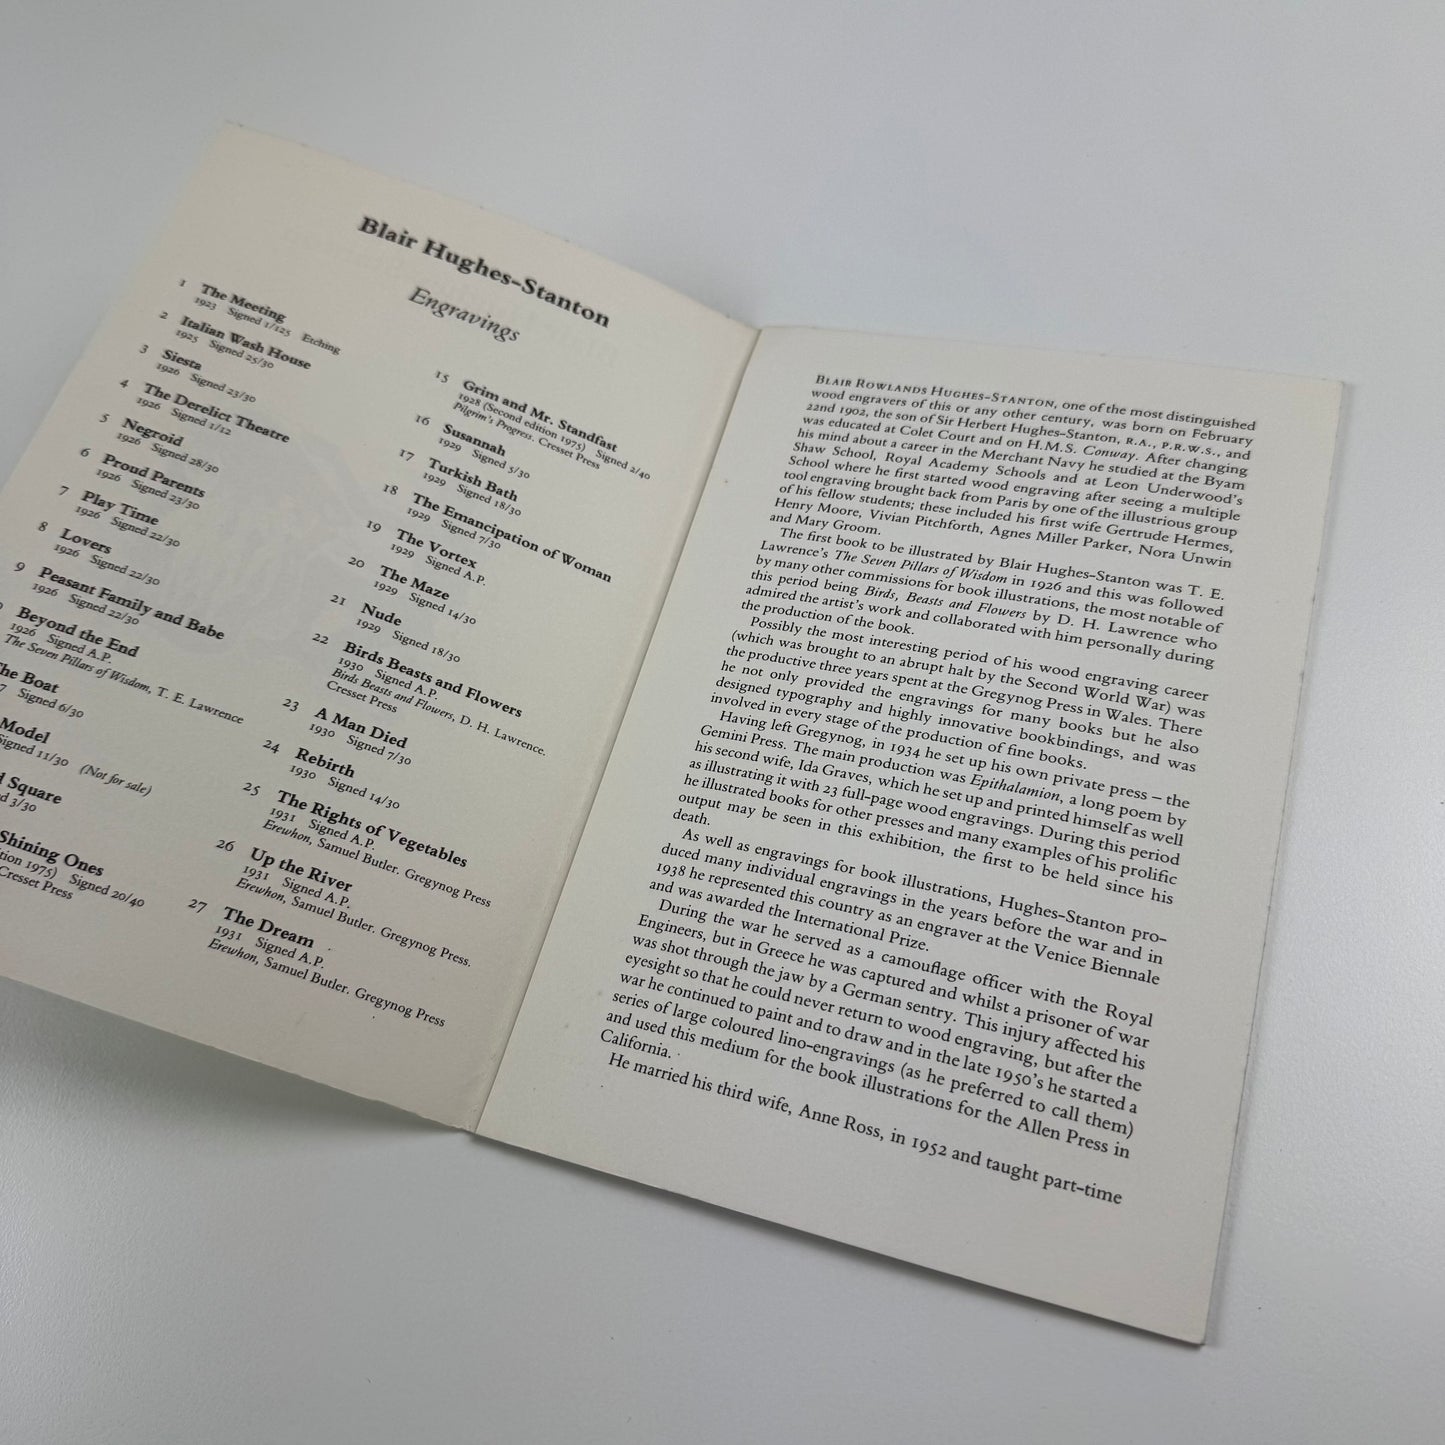 Blair Hughes-Stanton
Engravings
1 The Meeting
1923 Signed 1/125 Etching
2 Italian Wash House
1925 Signed 25/30
3 Siesta
1926 Signed 23/30
4 The Derelict Theatre
1926 Signed 1/12
5 Negroid
1926 Signed 28/30
6 Proud Parents
1926 Signed 23/30
7 Play Time
1926 Signed 22/30
8 Lovers
1926 Signed 22/30
9 Peasant Family and Babe
1926 Signed 22/30
Beyond the End
1926 Signed A.P.
The Seven Pillars of Wisdom, T. E. Lawrence
The Boat
Signed 6/30
Model
Signed 11/30 (Not for sale)
Square
3/30
Shining Ones
1975) Signed 20/40
Cresset Press
15 Grim and Mr. Standfast
1928 (Second edition 1975) Signed 2/40
Pilgrim's Progress. Cresset Press
16 Susannah
1929 Signed 5/30
17 Turkish Bath
1929 Signed 18/30
18 The Emancipation of Woman
1929 Signed 7/30
19 The Vortex
1929 Signed A.P.
20 The Maze
1929 Signed 14/30
21 Nude
1929 Signed 18/30
22 Birds Beasts and Flowers
1930 Signed A.P.
Birds Beasts and Flowers, D. H. Lawrence.
Cresset Press
23 A Man Died
1930 Signed 7/30
24 Rebirth
1930 Signed 14/30
25 The Rights of Vegetables
1931 Signed A.P.
Erewhon, Samuel Butler. Gregynog Press
26 Up the River
1931 Signed A.P.
Erewhon, Samuel Butler. Gregynog Press.
27 The Dream
1931 Signed A.P.
Erewhon, Samuel Butler. Gregynog Press
BLAIR ROWLANDS HUGHES-STANTON, one of the most distinguished
wood engravers of this or any other century, was born on February
22nd 1902, the son of Sir Herbert Hughes-Stanton, R.A., P.R.W.S., and
was educated at Colet Court and on H.M.S. Conway. After changing
his mind about a career in the Merchant Navy he studied at the Byam
Shaw School, Royal Academy Schools and at Leon Underwood's
School where he first started wood engraving after seeing a multiple
tool engraving brought back from Paris by one of the illustrious group
of his fellow students; these included his first wife Gertrude Hermes,
Henry Moore, Vivian Pitchforth, Agnes Miller Parker, Nora Unwin
and Mary Groom.
The first book to be illustrated by Blair Hughes-Stanton was T. E.
Lawrence's The Seven Pillars of Wisdom in 1926 and this was followed
by many other commissions for book illustrations, the most notable of
this period being Birds, Beasts and Flowers by D. H. Lawrence who
admired the artist's work and collaborated with him personally during
the production of the book.
Possibly the most interesting period of his wood engraving career
(which was brought to an abrupt halt by the Second World War) was
the productive three years spent at the Gregynog Press in Wales. There
he not only provided the engravings for many books but he also
designed typography and highly innovative bookbindings, and was
involved in every stage of the production of fine books.
Having left Gregynog, in 1934 he set up his own private press – the
Gemini Press. The main production was Epithalamion, a long poem by
his second wife, Ida Graves, which he set up and printed himself as well
as illustrating it with 23 full-page wood engravings. During this period
he illustrated books for other presses and many examples of his prolific
output may be seen in this exhibition, the first to be held since his
death.
As well as engravings for book illustrations, Hughes-Stanton pro-
duced many individual engravings in the years before the war and in
1938 he represented this country as an engraver at the Venice Biennale
and was awarded the International Prize.
During the war he served as a camouflage officer with the Royal
Engineers, but in Greece he was captured and whilst a prisoner of war
was shot through the jaw by a German sentry. This injury affected his
eyesight so that he could never return to wood engraving, but after the
war he continued to paint and to draw and in the late 1950's he started a
series of large coloured lino-engravings (as he preferred to call them)
and used this medium for the book illustrations for the Allen Press in
California.
He married his third wife, Anne Ross, in 1952 and taught part-time